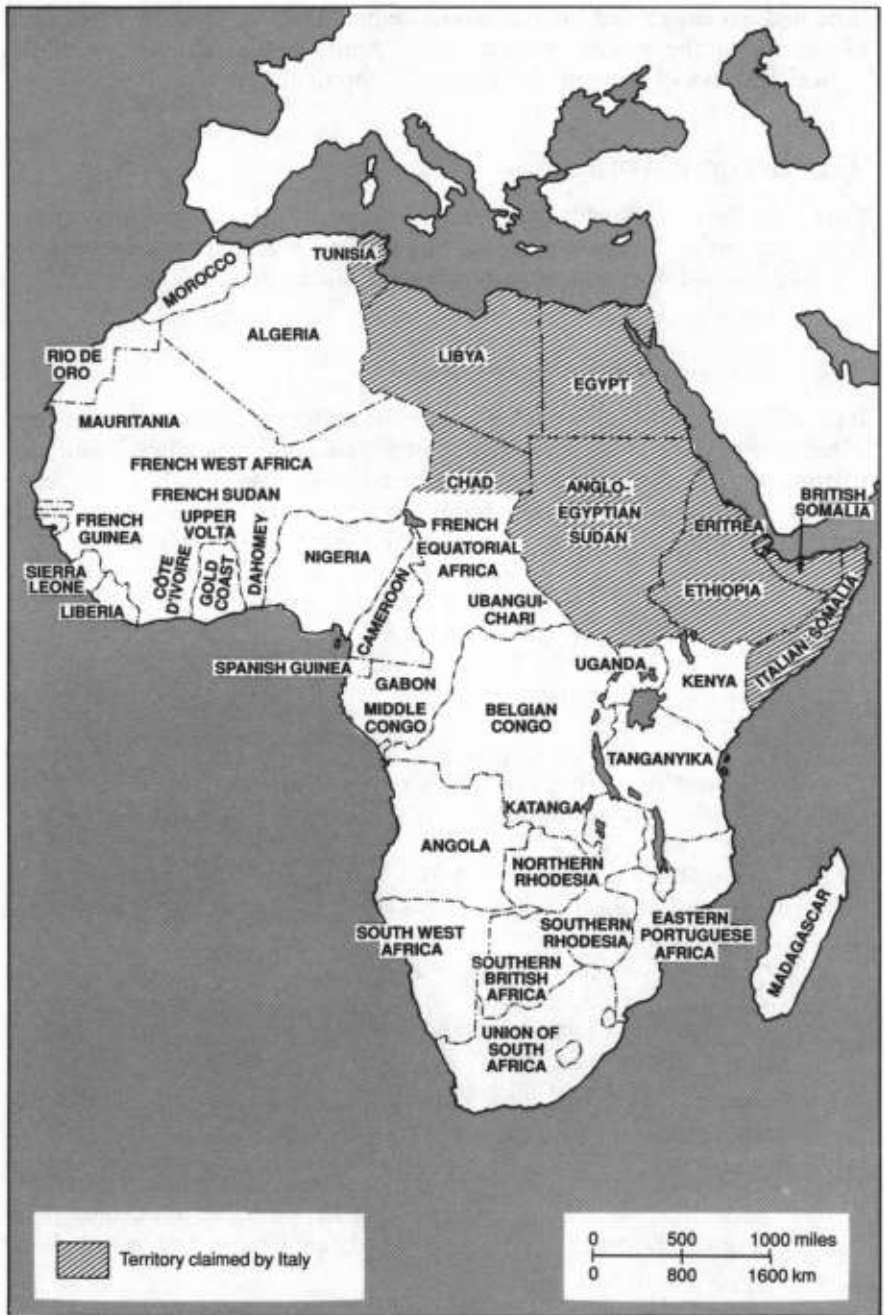 TUNISIA
MOROCCO
ALGERIA
LIBYA
EGYPT
RIO DE
ORO
MAURITANIA
FRENCH WEST AFRICA
FRENCH SUDAN
CHAD
ANGLO-
EGYPTIAN
SUDAN
BRITISH
SOMALIA
ERITREA
FRENCH
GUINEA
UPPER
VOLTA
DAHOMEY
NIGERIA
FRENCH
EQUATORIAL
AFRICA
ETHIOPIA
SIERRA
LEONE
CÔTE
D'IVOIRE
GOLD
COAST
LIBERIA
CAMEROON
UBANGUI-
CHARI
ITALIAN SOMALIA
SPANISH GUINEA
UGANDA
KENYA
GABON
MIDDLE
CONGO
BELGIAN
CONGO
TANGANYIKA
KATANGA
ANGOLA
NORTHERN
RHODESIA
SOUTH WEST
AFRICA
SOUTHERN
RHODESIA
EASTERN
PORTUGUESE
AFRICA
MADAGASCAR
SOUTHERN
BRITISH
AFRICA
UNION OF
SOUTH
AFRICA
Territory claimed by Italy
0 500 1000 miles
0 800 1600 km